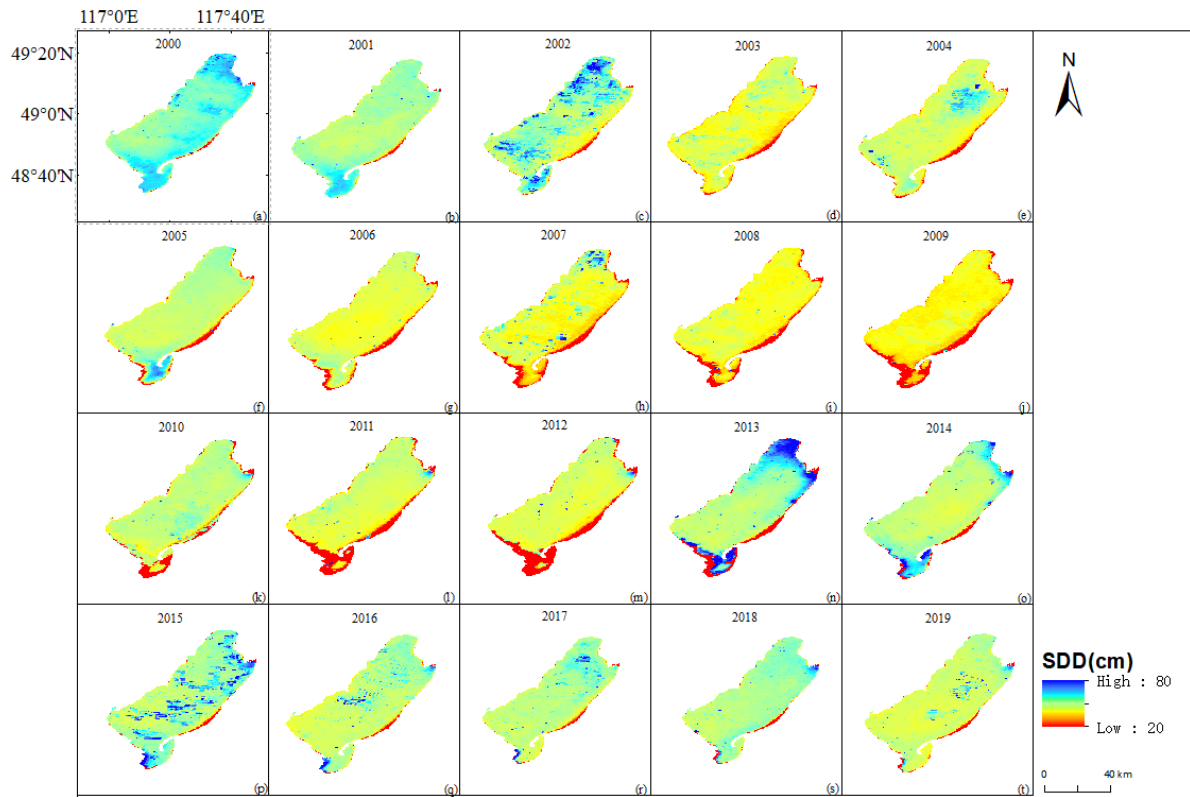 117°0'E 117°40'E
49°20'N
49°0'N
48°40'N
N
2000 2001 2002 2003 2004
(a) (b) (c) (d) (e)
2005 2006 2007 2008 2009
(f) (g) (h) (i) (j)
2010 2011 2012 2013 2014
(k) (l) (m) (n) (o)
2015 2016 2017 2018 2019
(p) (q) (r) (s) (t)
SDD(cm)
High : 80
Low : 20
0 40 km